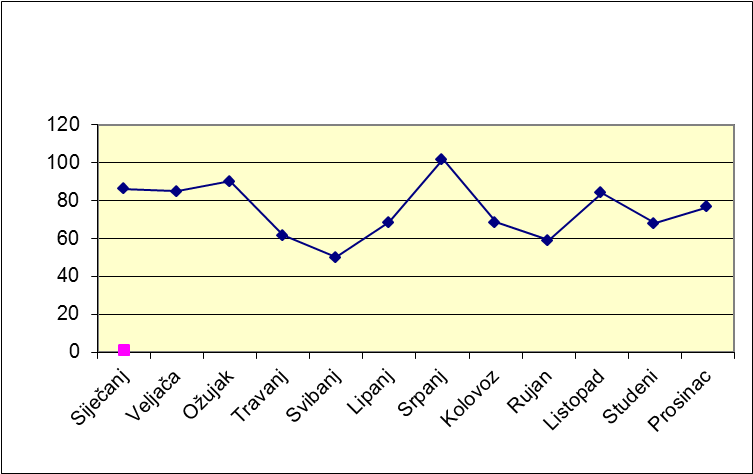 120
100
80
60
40
20
0
Siječanj
Veljača
Ožujak
Travanj
Svibanj
Lipanj
Srpanj
Kolovoz
Rujan
Listopad
Studeni
Prosinac